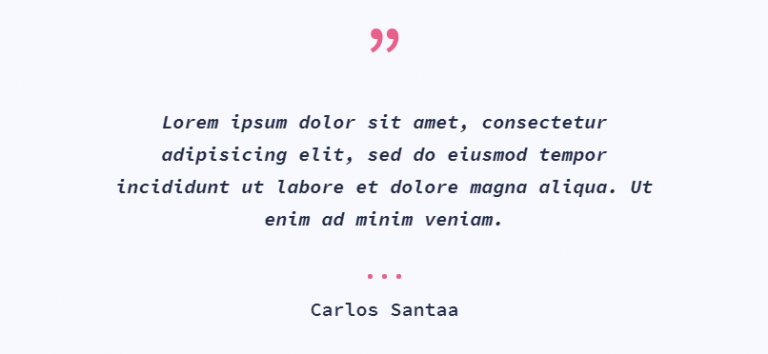 ”
Lorem ipsum dolor sit amet, consectetur
adipisicing elit, sed do eiusmod tempor
incididunt ut labore et dolore magna aliqua. Ut
enim ad minim veniam.
...
Carlos Santaa